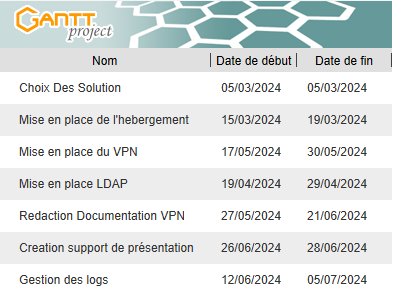 GANTT
project
Nom Date de début Date de fin
Choix Des Solution 05/03/2024 05/03/2024
Mise en place de l'hebergement 15/03/2024 19/03/2024
Mise en place du VPN 17/05/2024 30/05/2024
Mise en place LDAP 19/04/2024 29/04/2024
Redaction Documentation VPN 27/05/2024 21/06/2024
Creation support de présentation 26/06/2024 28/06/2024
Gestion des logs 12/06/2024 05/07/2024